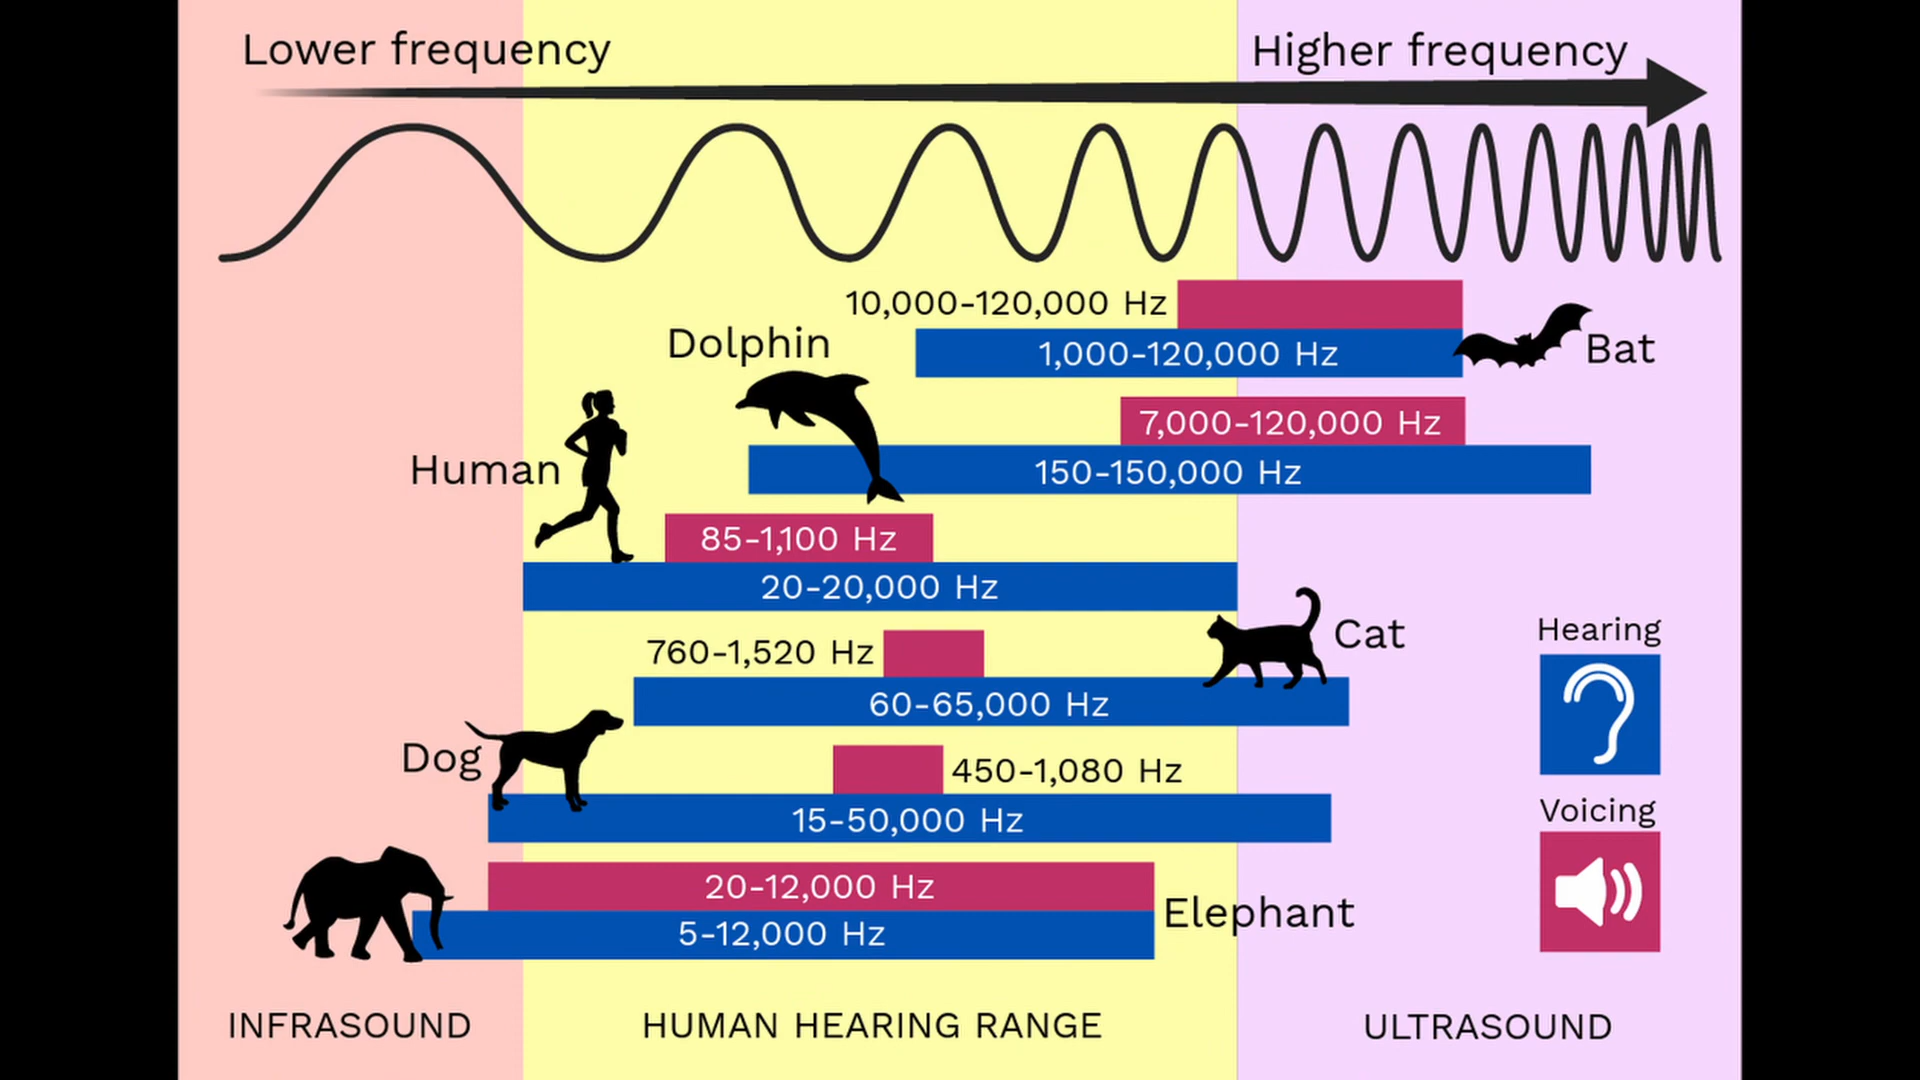 Lower frequency
Higher frequency
10,000-120,000 Hz
1,000-120,000 Hz
Bat
Dolphin
7,000-120,000 Hz
150-150,000 Hz
Human
85-1,100 Hz
20-20,000 Hz
760-1,520 Hz
Cat
60-65,000 Hz
Dog
450-1,080 Hz
15-50,000 Hz
20-12,000 Hz
5-12,000 Hz
Elephant
Hearing
Voicing
INFRASOUND
HUMAN HEARING RANGE
ULTRASOUND